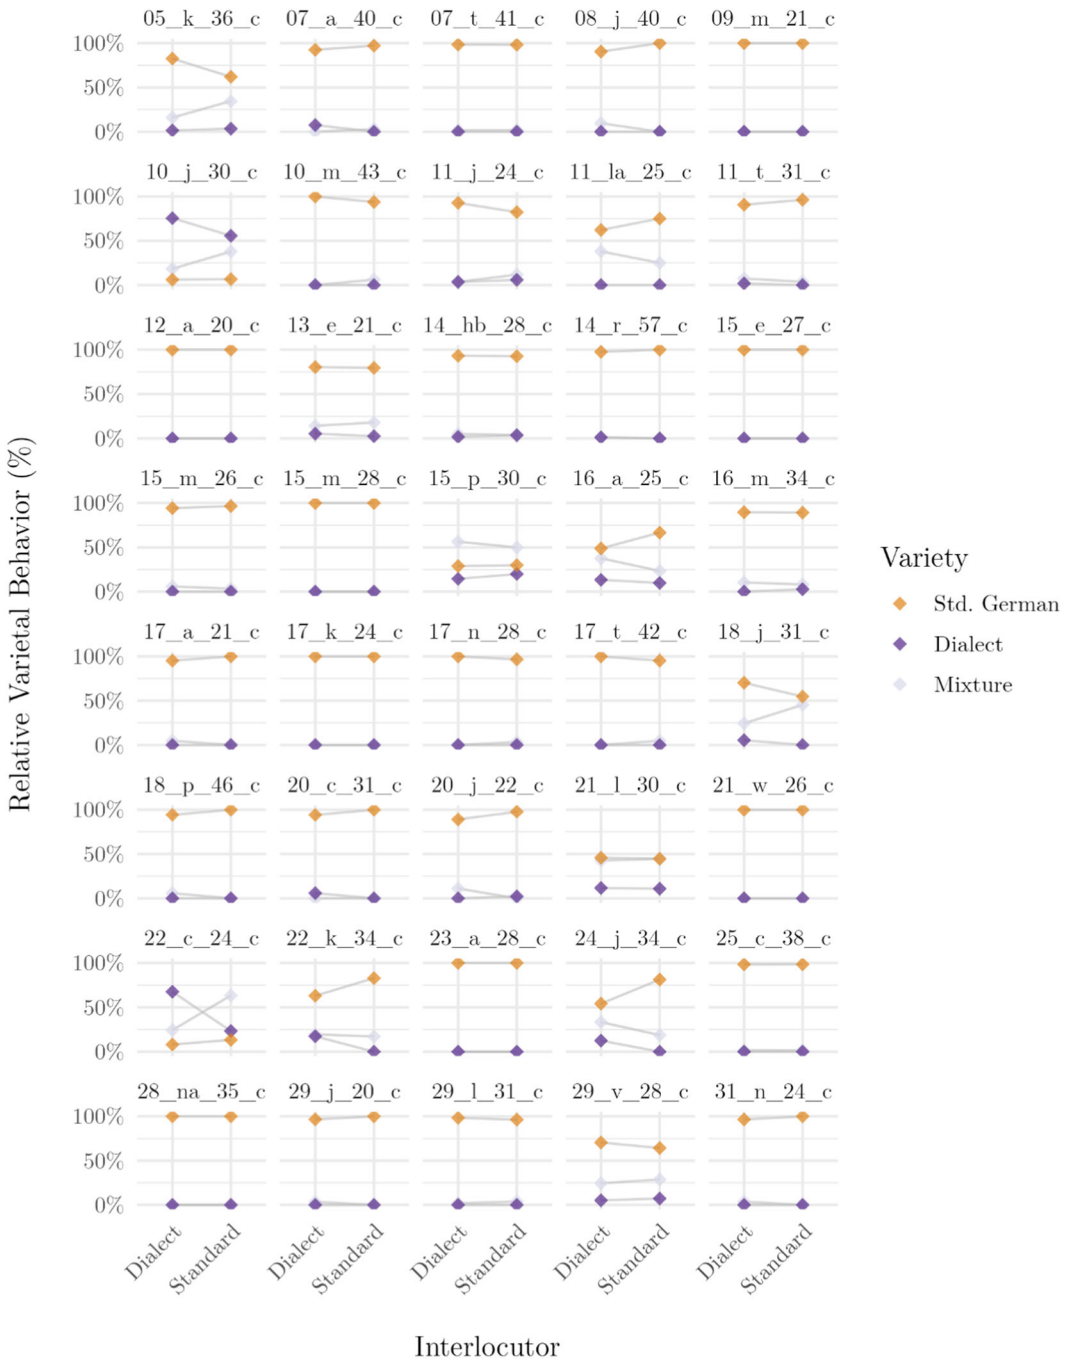 05_k_36_c 07_a_40_c 07_t_41_c 08_j_40_c 09_m_21_c
100%
50%
0%
10_j_30_c 10_m_43_c 11_j_24_c 11_la_25_c 11_t_31_c
100%
50%
0%
12_a_20_c 13_e_21_c 14_hb_28_c 14_r_57_c 15_e_27_c
100%
50%
0%
15_m_26_c 15_m_28_c 15_p_30_c 16_a_25_c 16_m_34_c
100%
50%
0%
17_a_21_c 17_k_24_c 17_n_28_c 17_t_42_c 18_j_31_c
100%
50%
0%
18_p_46_c 20_c_31_c 20_j_22_c 21_l_30_c 21_w_26_c
100%
50%
0%
22_c_24_c 22_k_34_c 23_a_28_c 24_j_34_c 25_c_38_c
100%
50%
0%
28_na_35_c 29_j_20_c 29_l_31_c 29_v_28_c 31_n_24_c
100%
50%
0%
Dialect Standard Dialect Standard Dialect Standard Dialect Standard Dialect Standard
Interlocutor
Relative Varietal Behavior (%)
Variety
Std. German
Dialect
Mixture